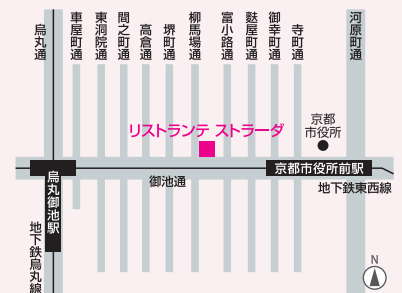 烏丸通
車屋町通
東洞院通
間之町通
高倉通
堺町通
柳馬場通
富小路通
麩屋町通
御幸町通
寺町通
河原町通
リストランテ ストラーダ
京都
市役所
烏丸御池駅
京都市役所前駅
御池通
地下鉄東西線
地下鉄烏丸線
N